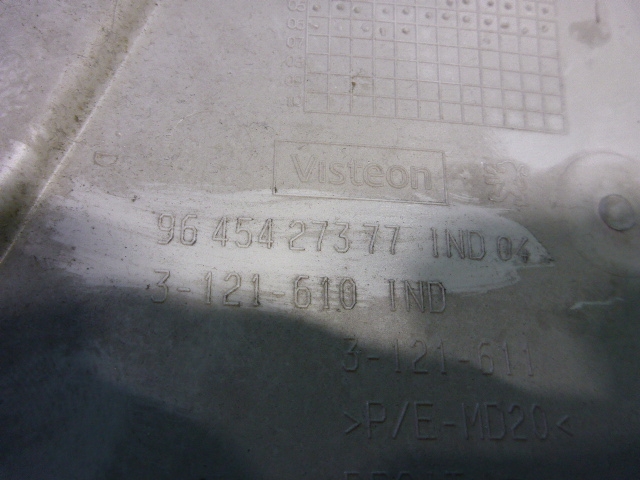 Visteon
96 454 273 77 IND 04
3-121-610 IND
3-121-611
>P/E-MD20<